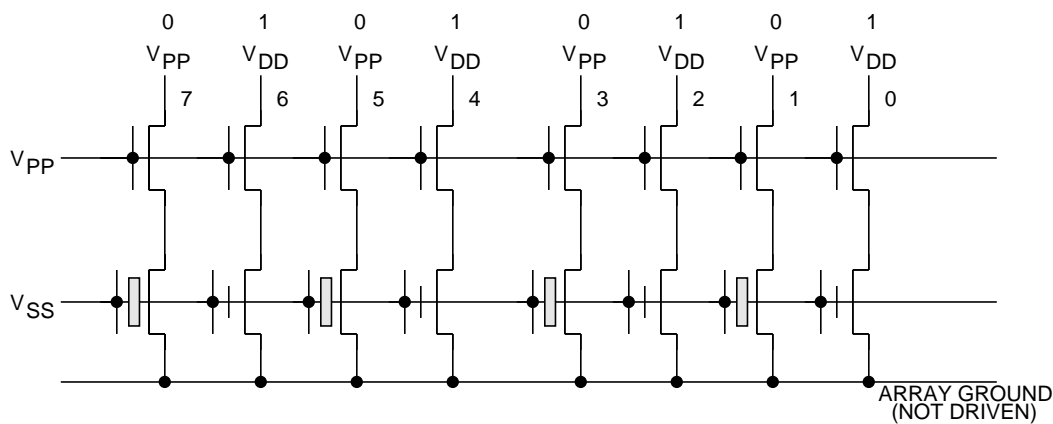 0 1 0 1 0 1 0 1
VPP VDD VPP VDD VPP VDD VPP VDD
7 6 5 4 3 2 1 0
VPP
VSS
ARRAY GROUND
(NOT DRIVEN)